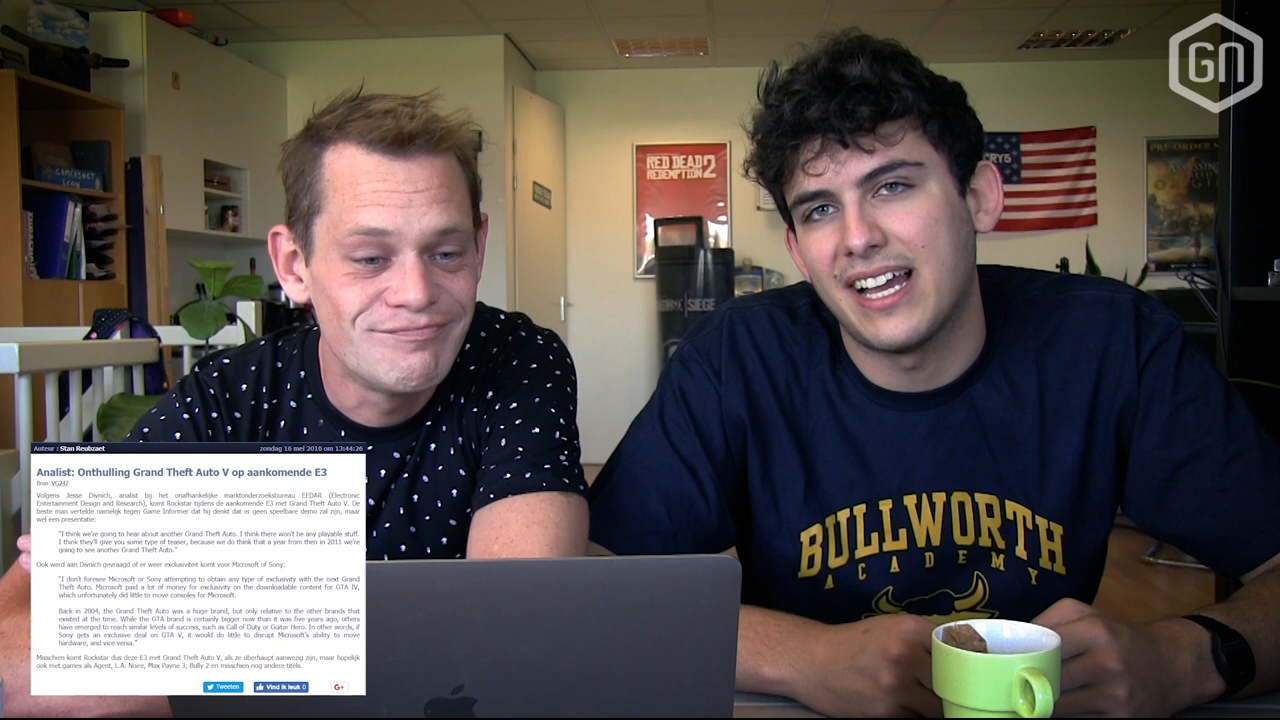 GN
RED DEAD
REDEMPTION 2
CRY5
PRE-ORDER
SIEGE
BULLWORTH
ACADEMY
Auteur : Stan Reubzaet zondag 16 mei 2010 om 13:44:26
Analist: Onthulling Grand Theft Auto V op aankomende E3
Bron: VG247
Volgens Jesse Divnich, analist bij het onafhankelijke marktonderzoeksbureau EEDAR (Electronic
Entertainment Design and Research), komt Rockstar tijdens de aankomende E3 met Grand Theft Auto V. De
beste man vertelde namelijk tegen Game Informer dat hij denkt dat er geen speelbare demo zal zijn, maar
wel een presentatie:
"I think we're going to hear about another Grand Theft Auto. I think there won't be any playable stuff.
I think they'll give you some type of teaser, because we do think that a year from then in 2011 we're
going to see another Grand Theft Auto."
Ook werd aan Divnich gevraagd of er weer exclusiviteit komt voor Microsoft of Sony:
"I don't foresee Microsoft or Sony attempting to obtain any type of exclusivity with the next Grand
Theft Auto. Microsoft paid a lot of money for exclusivity on the downloadable content for GTA IV,
which unfortunately did little to move consoles for Microsoft.
Back in 2004, the Grand Theft Auto was a huge brand, but only relative to the other brands that
existed at the time. While the GTA brand is certainly bigger now than it was five years ago, others
have emerged to reach similar levels of success, such as Call of Duty or Guitar Hero. In other words, if
Sony gets an exclusive deal on GTA V, it would do little to disrupt Microsoft's ability to move
hardware, and vice versa."
Misschien komt Rockstar dus deze E3 met Grand Theft Auto V, als ze überhaupt aanwezig zijn, maar hopelijk
ook met games als Agent, L.A. Noire, Max Payne 3, Bully 2 en misschien nog andere titels.
Tweeten Vind ik leuk 0 G+